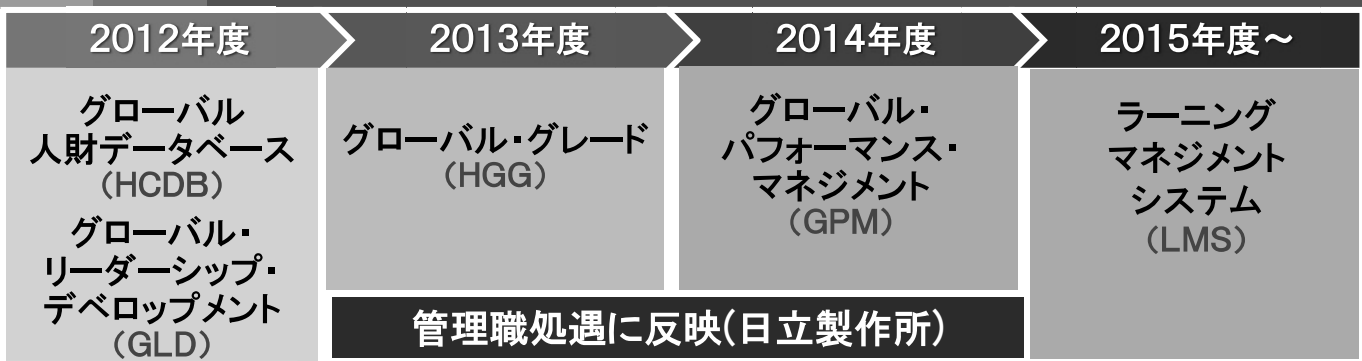 2012年度
2013年度
2014年度
2015年度～
グローバル
人財データベース
（HCDB）
グローバル・
リーダーシップ・
デベロップメント
（GLD）
グローバル・グレード
（HGG）
グローバル・
パフォーマンス・
マネジメント
（GPM）
ラーニング
マネジメント
システム
（LMS）
管理職処遇に反映(日立製作所)